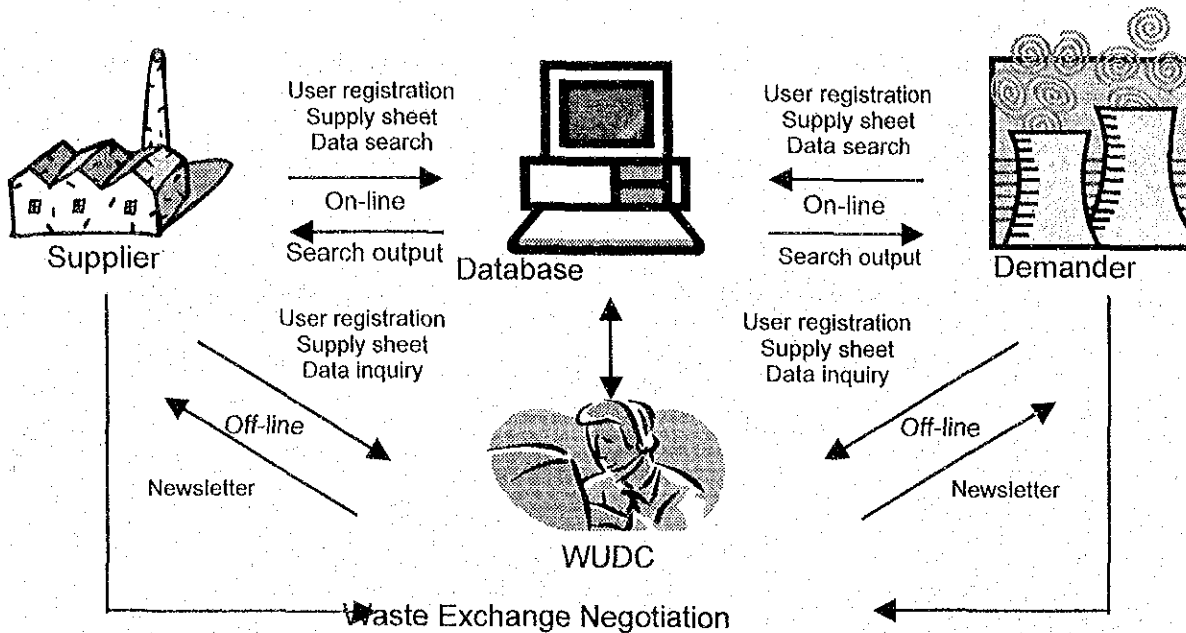 User registration
Supply sheet
Data search
On-line
Search output
Supplier
Database
User registration
Supply sheet
Data search
On-line
Search output
Demander
User registration
Supply sheet
Data inquiry
Off-line
Newsletter
User registration
Supply sheet
Data inquiry
Off-line
Newsletter
WUDC
Waste Exchange Negotiation